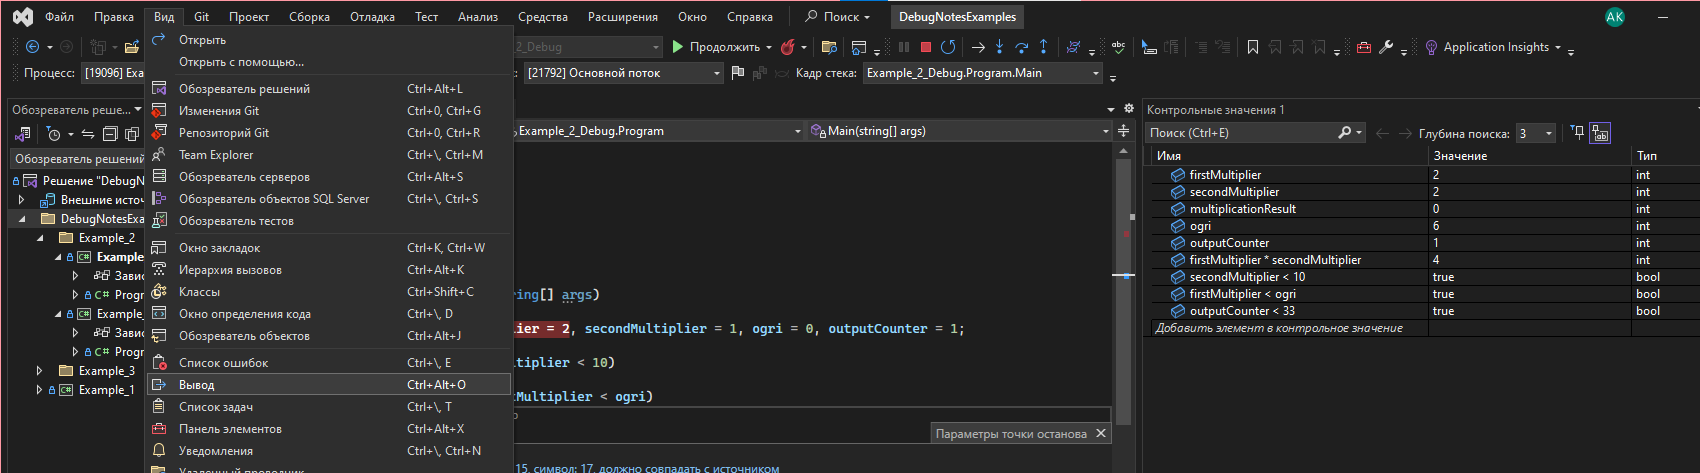 Файл Правка Вид Git Проект Сборка Отладка Тест Анализ Средства Расширения Окно Справка Поиск DebugNotesExamples AK
2_Debug Продолжить Application Insights
Процесс: [19096] Exa [21792] Основной поток Кадр стека: Example_2_Debug.Program.Main
Обозреватель реше...
Обозреватель решений
Решение "DebugN
Внешние источ
DebugNotesExa
Example_2
Example
Завис
Progr
Example_
Завис
Progr
Example_3
Example_1
Открыть
Открыть с помощью...
Обозреватель решений Ctrl+Alt+L
Изменения Git Ctrl+0, Ctrl+G
Репозиторий Git Ctrl+0, Ctrl+R
Team Explorer Ctrl+\, Ctrl+M
Обозреватель серверов Ctrl+Alt+S
Обозреватель объектов SQL Server Ctrl+\, Ctrl+S
Обозреватель тестов
Окно закладок Ctrl+K, Ctrl+W
Иерархия вызовов Ctrl+Alt+K
Классы Ctrl+Shift+C
Окно определения кода Ctrl+\, D
Обозреватель объектов Ctrl+Alt+J
Список ошибок Ctrl+\, E
Вывод Ctrl+Alt+O
Список задач Ctrl+\, T
Панель элементов Ctrl+Alt+X
Уведомления Ctrl+\, Ctrl+N
Удаленный проводник
Example_2_Debug.Program Main(string[] args)
ring[] args)
lier = 2, secondMultiplier = 1, ogri = 0, outputCounter = 1;
ltiplier < 10)
tMultiplier < ogri)
Параметры точки останова
15, символ: 17, должно совпадать с источником
Контрольные значения 1
Поиск (Ctrl+E) Глубина поиска: 3
Имя Значение Тип
firstMultiplier 2 int
secondMultiplier 2 int
multiplicationResult 0 int
ogri 6 int
outputCounter 1 int
firstMultiplier * secondMultiplier 4 int
secondMultiplier < 10 true bool
firstMultiplier < ogri true bool
outputCounter < 33 true bool
Добавить элемент в контрольное значение